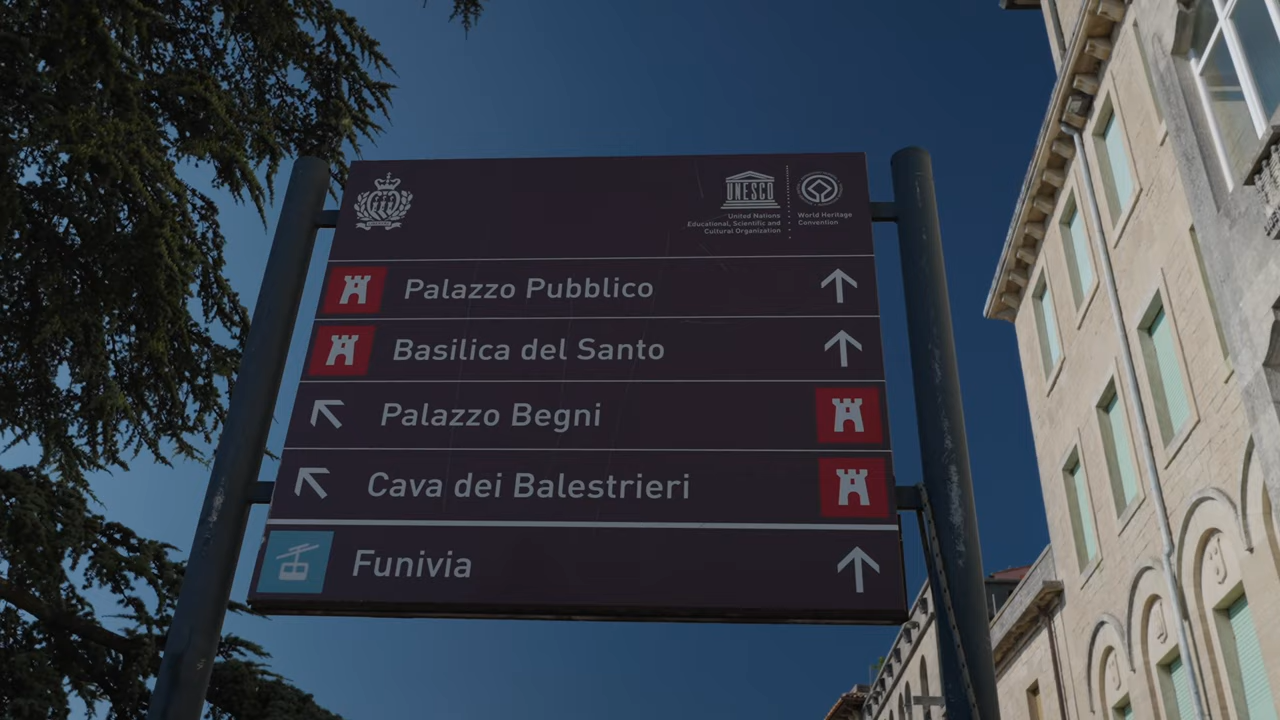 UNESCO
United Nations
Educational, Scientific and
Cultural Organization
World Heritage
Convention
Palazzo Pubblico
Basilica del Santo
Palazzo Begni
Cava dei Balestrieri
Funivia